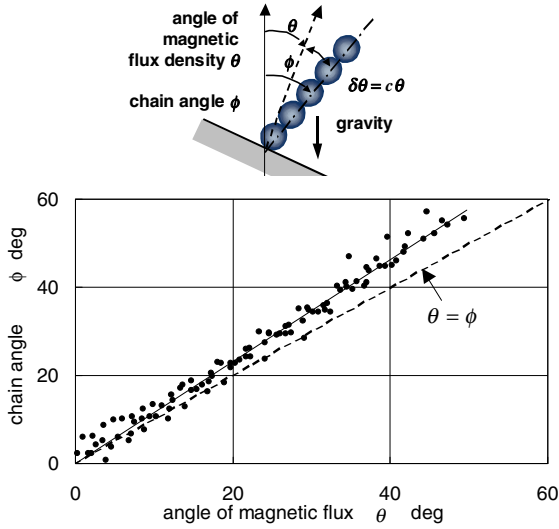 angle of
magnetic
flux density θ
θ
ϕ
δθ = c θ
chain angle ϕ
gravity
60
40
20
0
chain angle ϕ deg
θ = ϕ
0 20 40 60
angle of magnetic flux θ deg